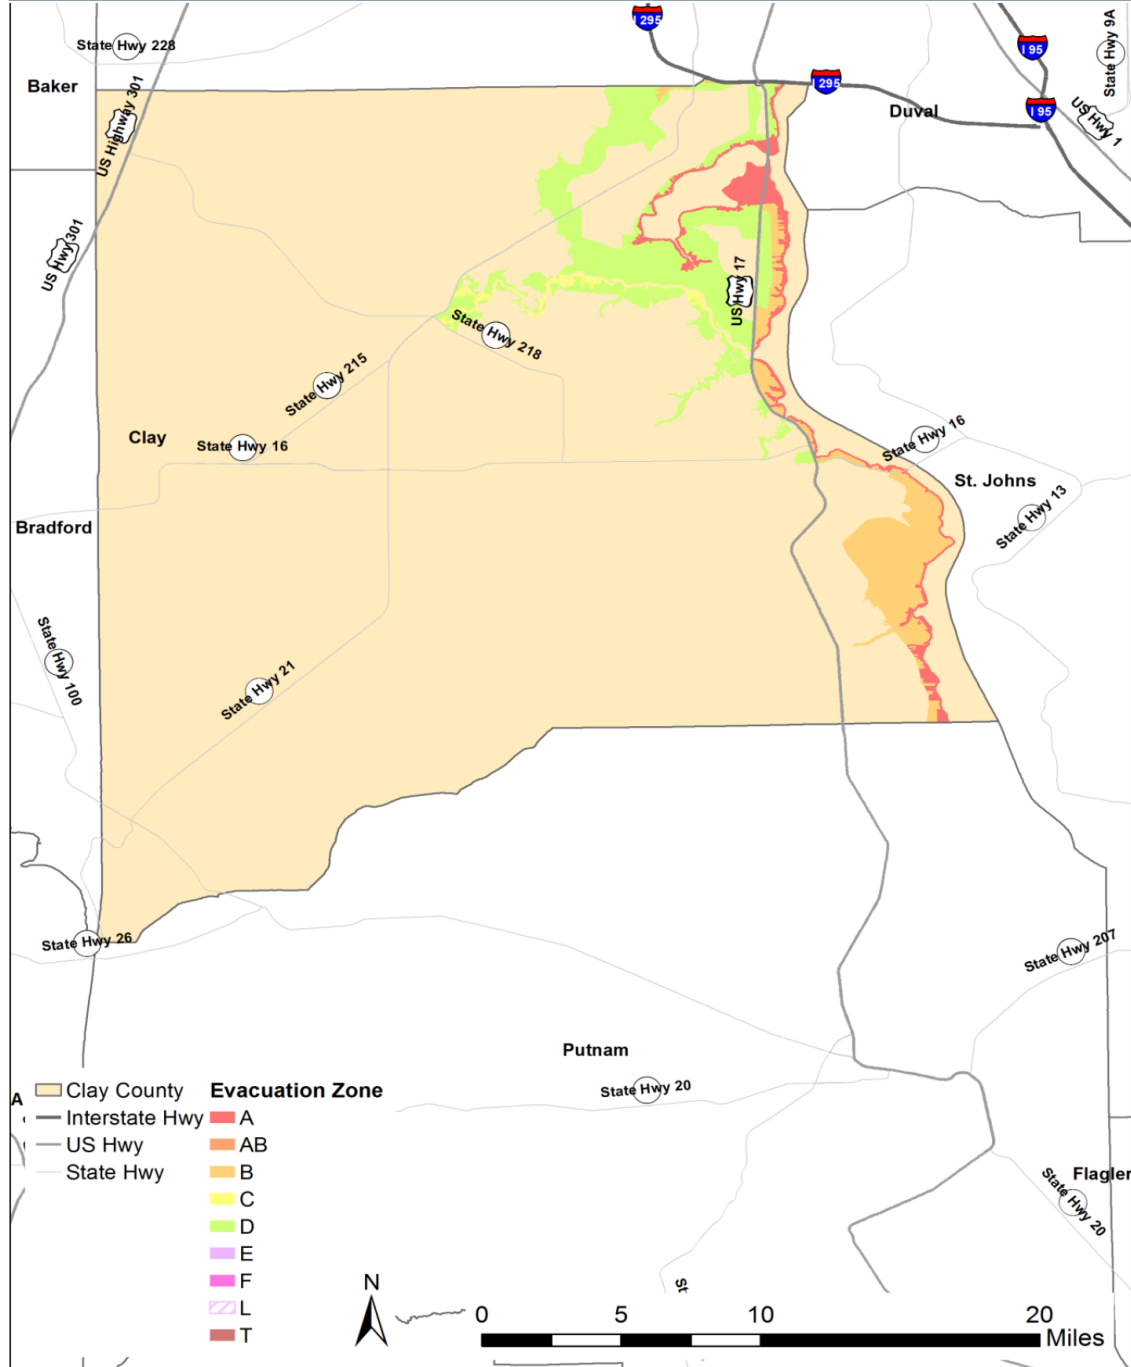 I 295
State Hwy 9A
State Hwy 228
I 95
I 295
Baker
US Highway 301
I 95
Duval
US Hwy 1
US Hwy 301
US Hwy 17
State Hwy 218
State Hwy 215
Clay
State Hwy 16
State Hwy 16
St. Johns
State Hwy 13
Bradford
State Hwy 100
State Hwy 21
State Hwy 26
State Hwy 207
Putnam
State Hwy 20
Flagler
State Hwy 20
St
A
Clay County
Interstate Hwy
US Hwy
State Hwy
Evacuation Zone
A
AB
B
C
D
E
F
L
T
N
0 5 10 20
Miles